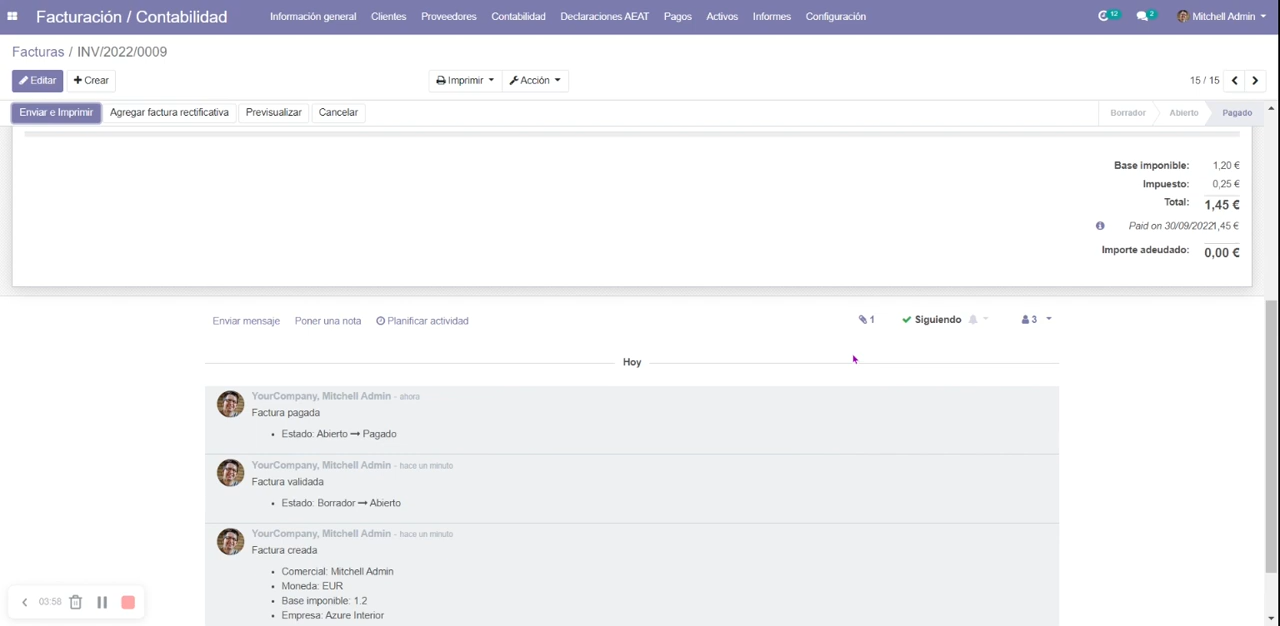 Facturación / Contabilidad Información general Clientes Proveedores Contabilidad Declaraciones AEAT Pagos Activos Informes Configuración 12 2 Mitchell Admin
Facturas / INV/2022/0009
Editar Crear Imprimir Acción 15 / 15
Enviar e Imprimir Agregar factura rectificativa Previsualizar Cancelar Borrador Abierto Pagado
Base imponible: 1,20 €
Impuesto: 0,25 €
Total: 1,45 €
Paid on 30/09/2022 1,45 €
Importe adeudado: 0,00 €
Enviar mensaje Poner una nota Planificar actividad 1 Siguiendo 3
Hoy
YourCompany, Mitchell Admin - ahora
Factura pagada
• Estado: Abierto → Pagado
YourCompany, Mitchell Admin - hace un minuto
Factura validada
• Estado: Borrador → Abierto
YourCompany, Mitchell Admin - hace un minuto
Factura creada
• Comercial: Mitchell Admin
• Moneda: EUR
• Base imponible: 1.2
• Empresa: Azure Interior
03:58